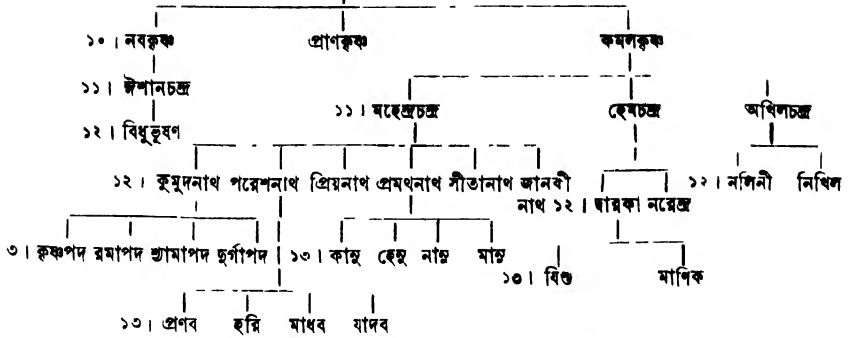 ১০। নবকৃষ্ণ প্রাণকৃষ্ণ কমলকৃষ্ণ
১১। ঈশানচন্দ্র
১১। মহেন্দ্রচন্দ্র হেমচন্দ্র অখিলচন্দ্র
১২। বিধুভূষণ
১২। কুমুদনাথ পরেশনাথ প্রিয়নাথ প্রমথনাথ সীতানাথ জানকী ১২। নলিনী নিখিল
নাথ ১২। দ্বারকা নরেন্দ্র
৩। কৃষ্ণপদ রমাপদ শ্যামাপদ দুর্গাপদ ১৩। কানু হেনু নানু মানু
১৩। যিশু মাণিক
১৩। প্রণব হরি মাধব যাদব